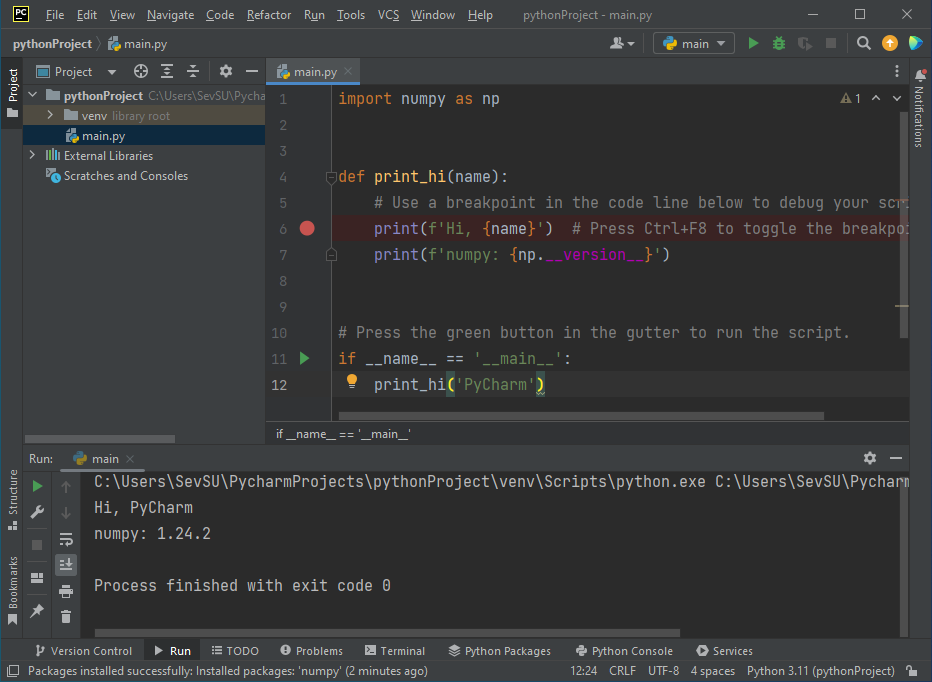 PC File Edit View Navigate Code Refactor Run Tools VCS Window Help pythonProject - main.py
pythonProject main.py main
Project Project main.py
pythonProject C:\Users\SevSU\Pycha
venv library root
main.py
External Libraries
Scratches and Consoles
1 import numpy as np 1
2
3
4 def print_hi(name):
5 # Use a breakpoint in the code line below to debug your scri
6 print(f'Hi, {name}') # Press Ctrl+F8 to toggle the breakpoi
7 print(f'numpy: {np.__version__}')
8
9
10 # Press the green button in the gutter to run the script.
11 if __name__ == '__main__':
12 print_hi('PyCharm')
if __name__ == '__main__'
Notifications
Run: main
C:\Users\SevSU\PycharmProjects\pythonProject\venv\Scripts\python.exe C:\Users\SevSU\Pycharm
Hi, PyCharm
numpy: 1.24.2
Process finished with exit code 0
Structure
Bookmarks
Version Control Run TODO Problems Terminal Python Packages Python Console Services
Packages installed successfully: Installed packages: 'numpy' (2 minutes ago) 12:24 CRLF UTF-8 4 spaces Python 3.11 (pythonProject)